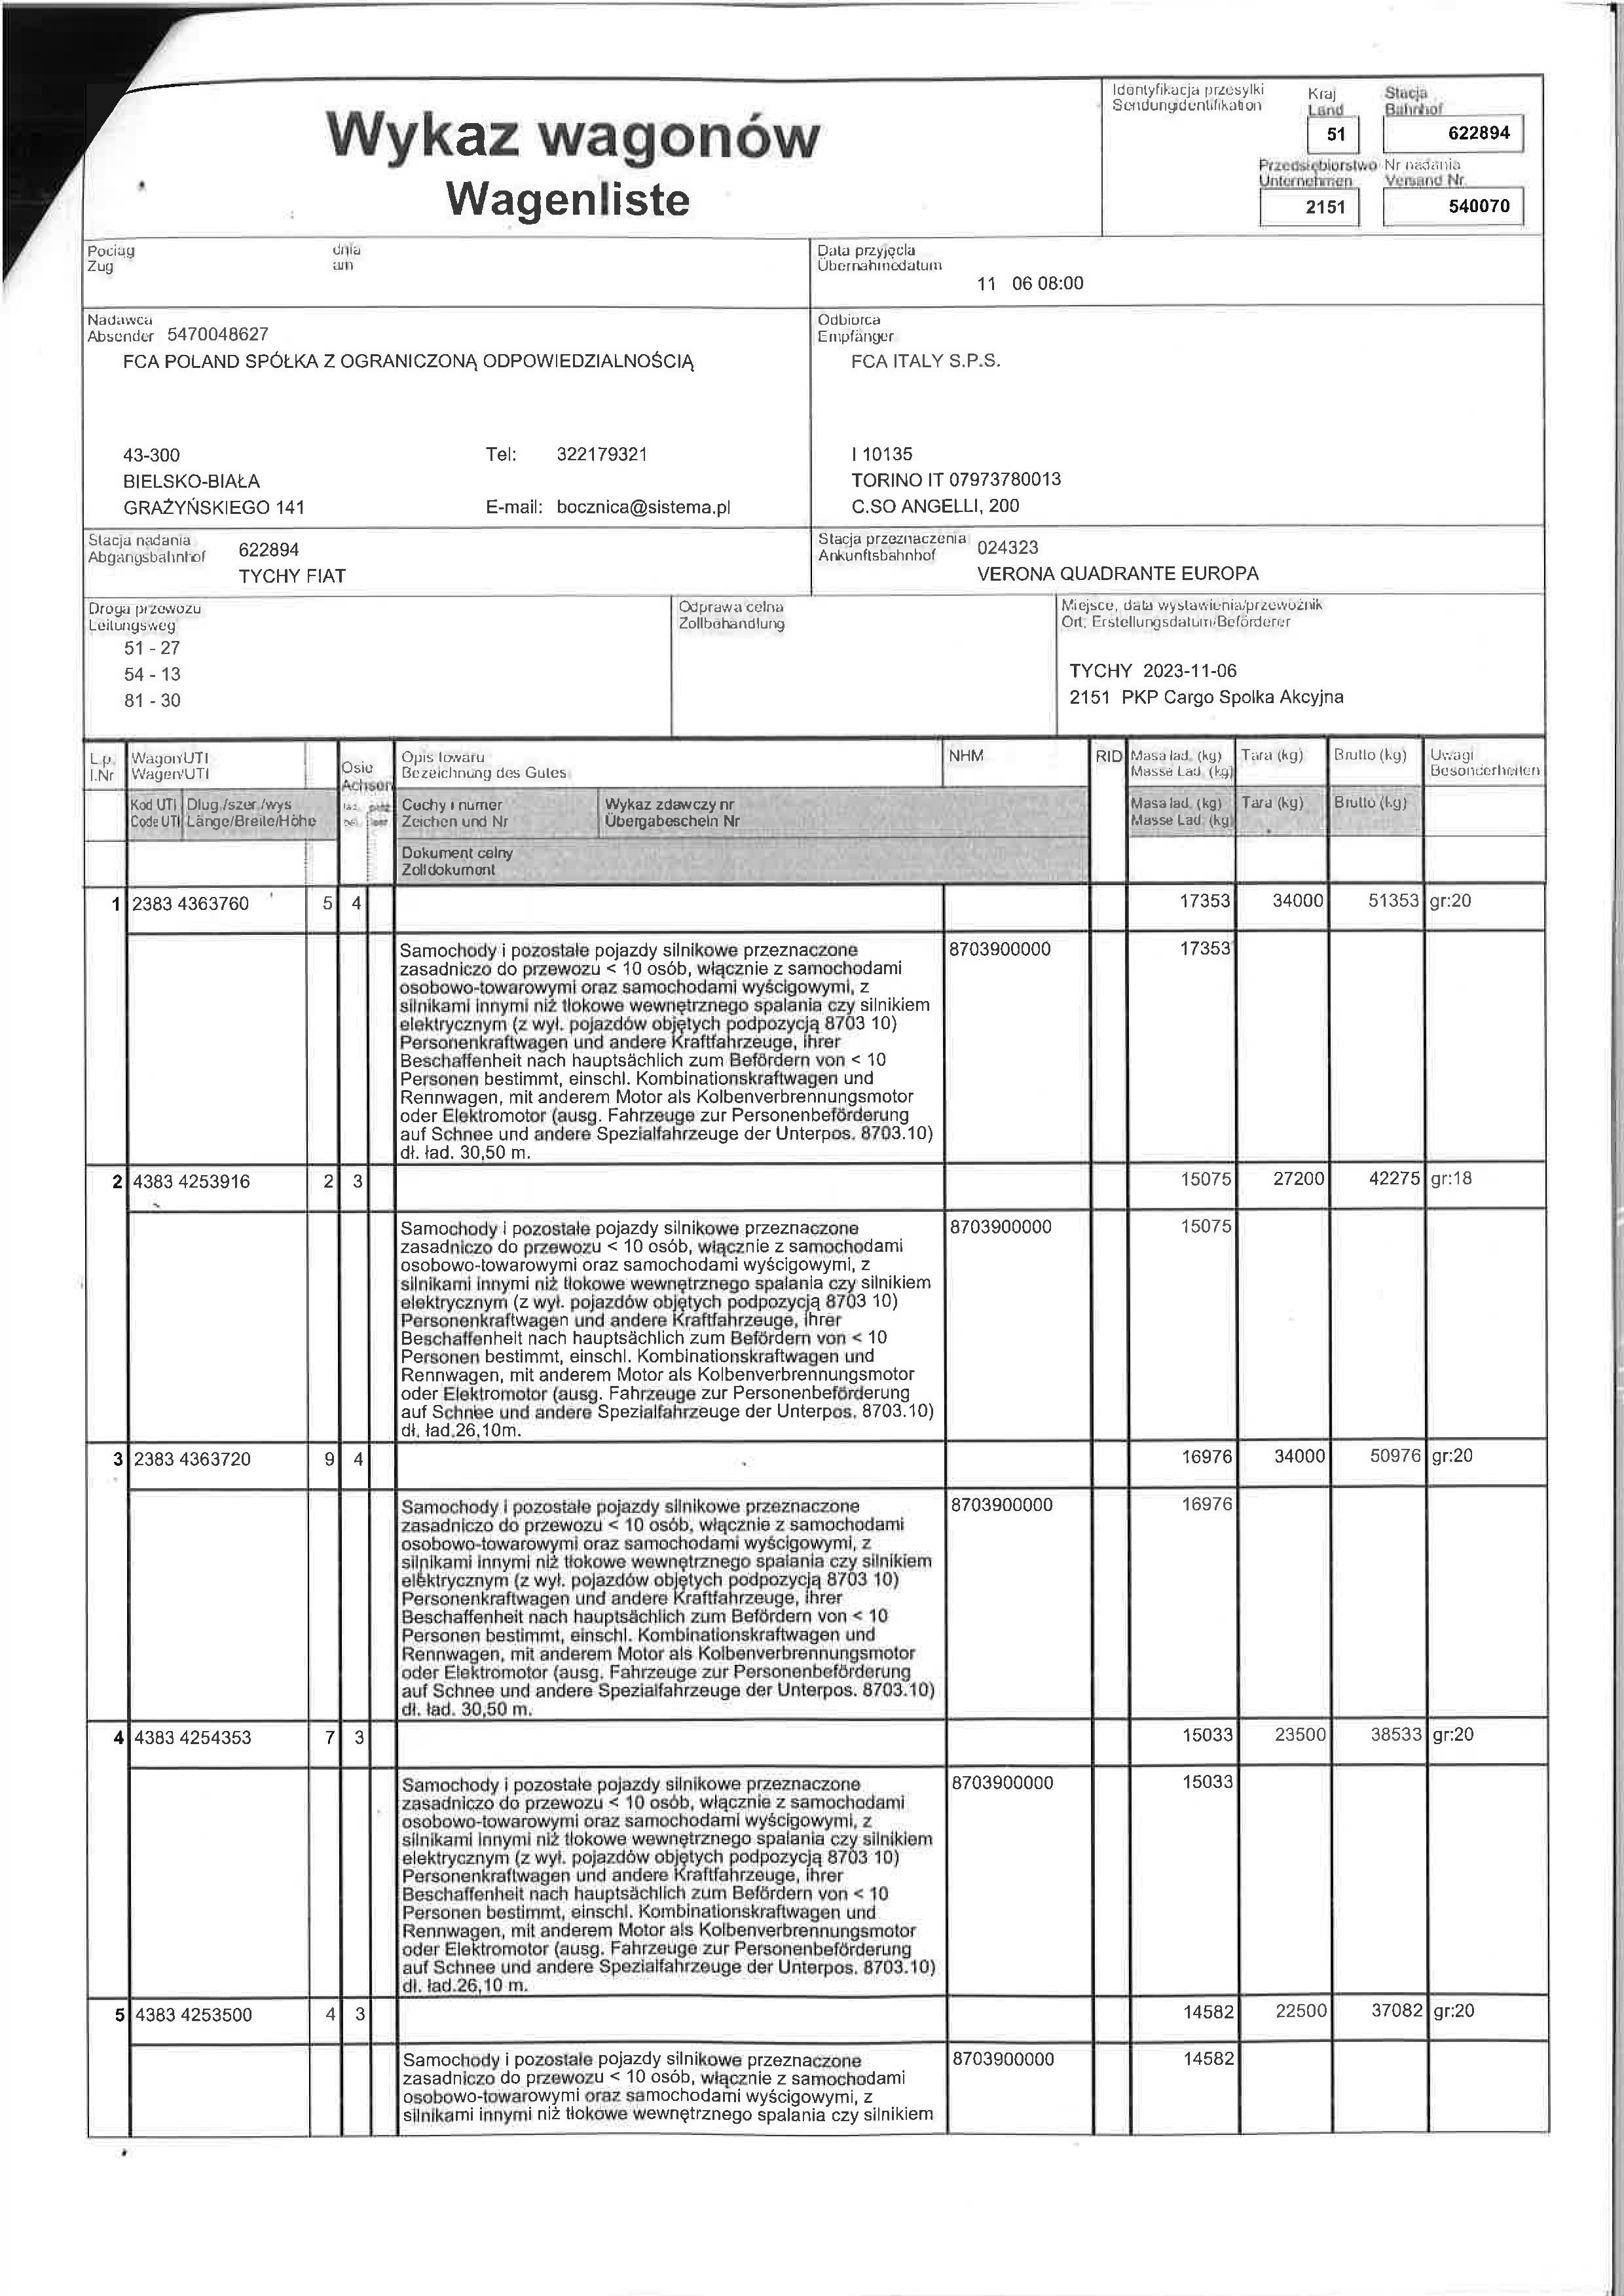 Wykaz wagonów
Wagenliste
Identyfikacja przesyłki
Sendungidentifikation
Kraj
Land
51
Stacja
Bahnhof
622894
Przedsiębiorstwo
Unternehmen
2151
Nr nadania
Versand Nr.
540070
Pociąg
Zug
dnia
am
Data przyjęcia
Übernahmedatum
11 06 08:00
Nadawca
Absender 5470048627
FCA POLAND SPÓŁKA Z OGRANICZONĄ ODPOWIEDZIALNOŚCIĄ
43-300 Tel: 322179321
BIELSKO-BIAŁA
GRAŻYŃSKIEGO 141 E-mail: bocznica@sistema.pl
Odbiorca
Empfänger
FCA ITALY S.P.S.
I 10135
TORINO IT 07973780013
C.SO ANGELLI, 200
Stacja nadania
Abgangsbahnhof
622894
TYCHY FIAT
Stacja przeznaczenia
Ankunftsbahnhof
024323
VERONA QUADRANTE EUROPA
Droga przewozu
Leitungsweg
51 - 27
54 - 13
81 - 30
Odprawa celna
Zollbehandlung
Miejsce, data wystawienia/przewoźnik
Ort, Erstellungsdatum/Beförderer
TYCHY 2023-11-06
2151 PKP Cargo Spolka Akcyjna
L.p. Wagon/UTI Osie Opis towaru NHM RID Masa ład. (kg) Tara (kg) Brutto (kg) Uwagi
l.Nr Wagen/UTI Achsen Bezeichnung des Gutes Masse Lad. (kg) Besonderheiten
Kod UTI Dług./szer./wys Cechy i numer Wykaz zdawczy nr Masa ład. (kg) Tara (kg) Brutto (kg)
Code UTI Länge/Breite/Höhe Zeichen und Nr Übergabeschein Nr Masse Lad. (kg)
Dokument celny
Zolldokument
1 2383 4363760 5 4 17353 34000 51353 gr:20
Samochody i pozostałe pojazdy silnikowe przeznaczone 8703900000 17353
zasadniczo do przewozu < 10 osób, włącznie z samochodami
osobowo-towarowymi oraz samochodami wyścigowymi, z
silnikami innymi niż tłokowe wewnętrznego spalania czy silnikiem
elektrycznym (z wył. pojazdów objętych podpozycją 8703 10)
Personenkraftwagen und andere Kraftfahrzeuge, ihrer
Beschaffenheit nach hauptsächlich zum Befördern von < 10
Personen bestimmt, einschl. Kombinationskraftwagen und
Rennwagen, mit anderem Motor als Kolbenverbrennungsmotor
oder Elektromotor (ausg. Fahrzeuge zur Personenbeförderung
auf Schnee und andere Spezialfahrzeuge der Unterpos. 8703.10)
dł. ład. 30,50 m.
2 4383 4253916 2 3 15075 27200 42275 gr:18
Samochody i pozostałe pojazdy silnikowe przeznaczone 8703900000 15075
zasadniczo do przewozu < 10 osób, włącznie z samochodami
osobowo-towarowymi oraz samochodami wyścigowymi, z
silnikami innymi niż tłokowe wewnętrznego spalania czy silnikiem
elektrycznym (z wył. pojazdów objętych podpozycją 8703 10)
Personenkraftwagen und andere Kraftfahrzeuge, ihrer
Beschaffenheit nach hauptsächlich zum Befördern von < 10
Personen bestimmt, einschl. Kombinationskraftwagen und
Rennwagen, mit anderem Motor als Kolbenverbrennungsmotor
oder Elektromotor (ausg. Fahrzeuge zur Personenbeförderung
auf Schnee und andere Spezialfahrzeuge der Unterpos. 8703.10)
dł. ład.26,10m.
3 2383 4363720 9 4 16976 34000 50976 gr:20
Samochody i pozostałe pojazdy silnikowe przeznaczone 8703900000 16976
zasadniczo do przewozu < 10 osób, włącznie z samochodami
osobowo-towarowymi oraz samochodami wyścigowymi, z
silnikami innymi niż tłokowe wewnętrznego spalania czy silnikiem
elektrycznym (z wył. pojazdów objętych podpozycją 8703 10)
Personenkraftwagen und andere Kraftfahrzeuge, ihrer
Beschaffenheit nach hauptsächlich zum Befördern von < 10
Personen bestimmt, einschl. Kombinationskraftwagen und
Rennwagen, mit anderem Motor als Kolbenverbrennungsmotor
oder Elektromotor (ausg. Fahrzeuge zur Personenbeförderung
auf Schnee und andere Spezialfahrzeuge der Unterpos. 8703.10)
dł. ład. 30,50 m.
4 4383 4254353 7 3 15033 23500 38533 gr:20
Samochody i pozostałe pojazdy silnikowe przeznaczone 8703900000 15033
zasadniczo do przewozu < 10 osób, włącznie z samochodami
osobowo-towarowymi oraz samochodami wyścigowymi, z
silnikami innymi niż tłokowe wewnętrznego spalania czy silnikiem
elektrycznym (z wył. pojazdów objętych podpozycją 8703 10)
Personenkraftwagen und andere Kraftfahrzeuge, ihrer
Beschaffenheit nach hauptsächlich zum Befördern von < 10
Personen bestimmt, einschl. Kombinationskraftwagen und
Rennwagen, mit anderem Motor als Kolbenverbrennungsmotor
oder Elektromotor (ausg. Fahrzeuge zur Personenbeförderung
auf Schnee und andere Spezialfahrzeuge der Unterpos. 8703.10)
dł. ład.26,10 m.
5 4383 4253500 4 3 14582 22500 37082 gr:20
Samochody i pozostałe pojazdy silnikowe przeznaczone 8703900000 14582
zasadniczo do przewozu < 10 osób, włącznie z samochodami
osobowo-towarowymi oraz samochodami wyścigowymi, z
silnikami innymi niż tłokowe wewnętrznego spalania czy silnikiem